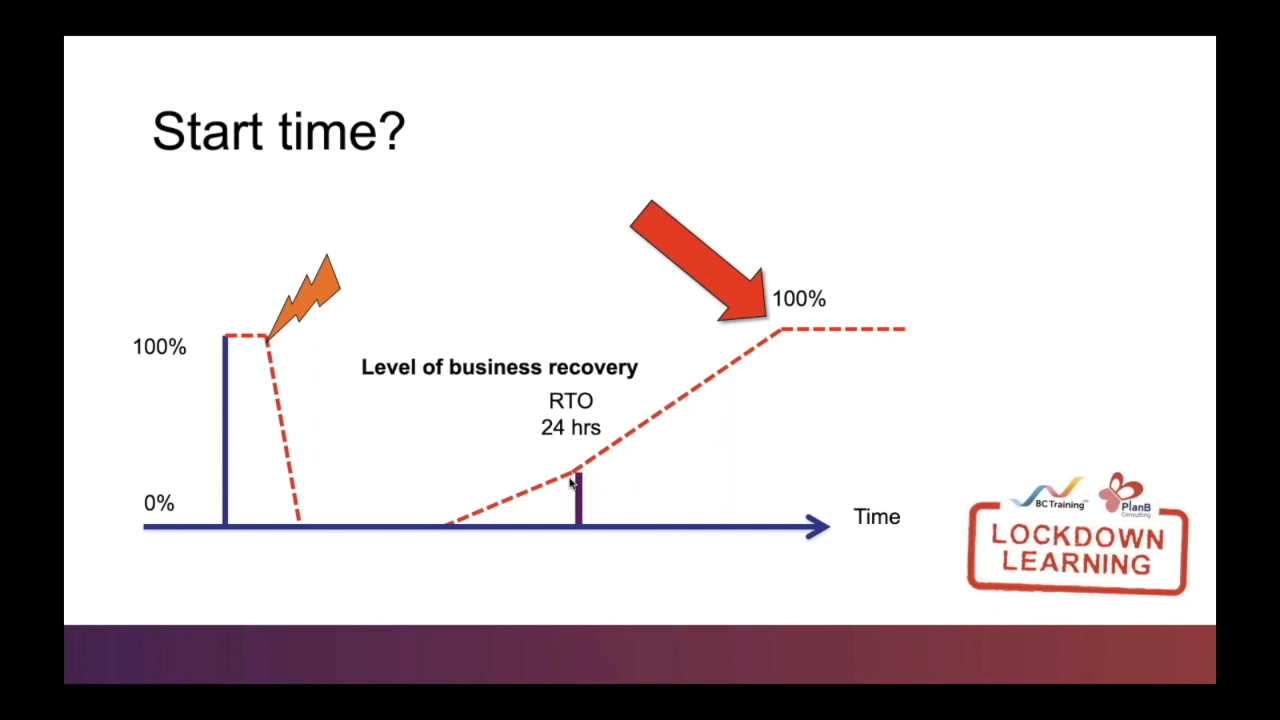 Start time?
100%
100%
Level of business recovery
RTO
24 hrs
0%
Time
BC Training
PlanB
Consulting
LOCKDOWN
LEARNING